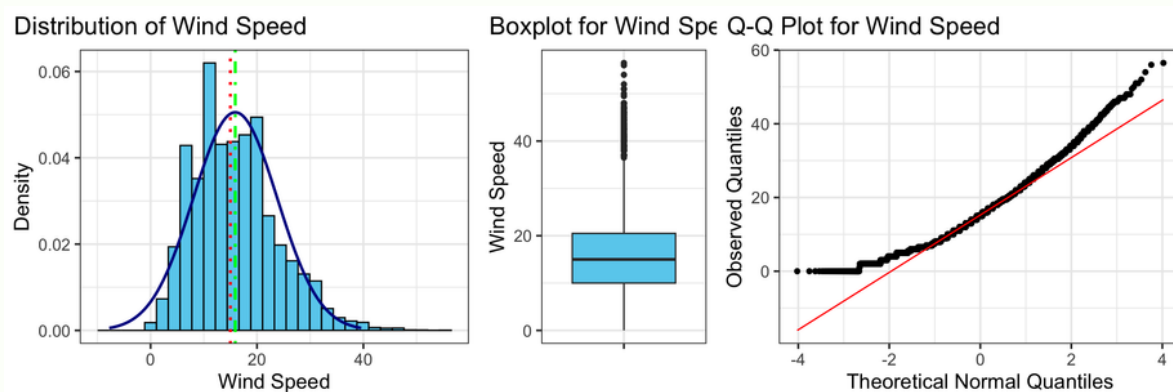 Distribution of Wind Speed
0.06
0.04
0.02
0.00
Density
0
20
40
Wind Speed
Boxplot for Wind Spe
40
20
0
Wind Speed
Q-Q Plot for Wind Speed
60
40
20
0
Observed Quantiles
-4
-2
0
2
4
Theoretical Normal Quantiles